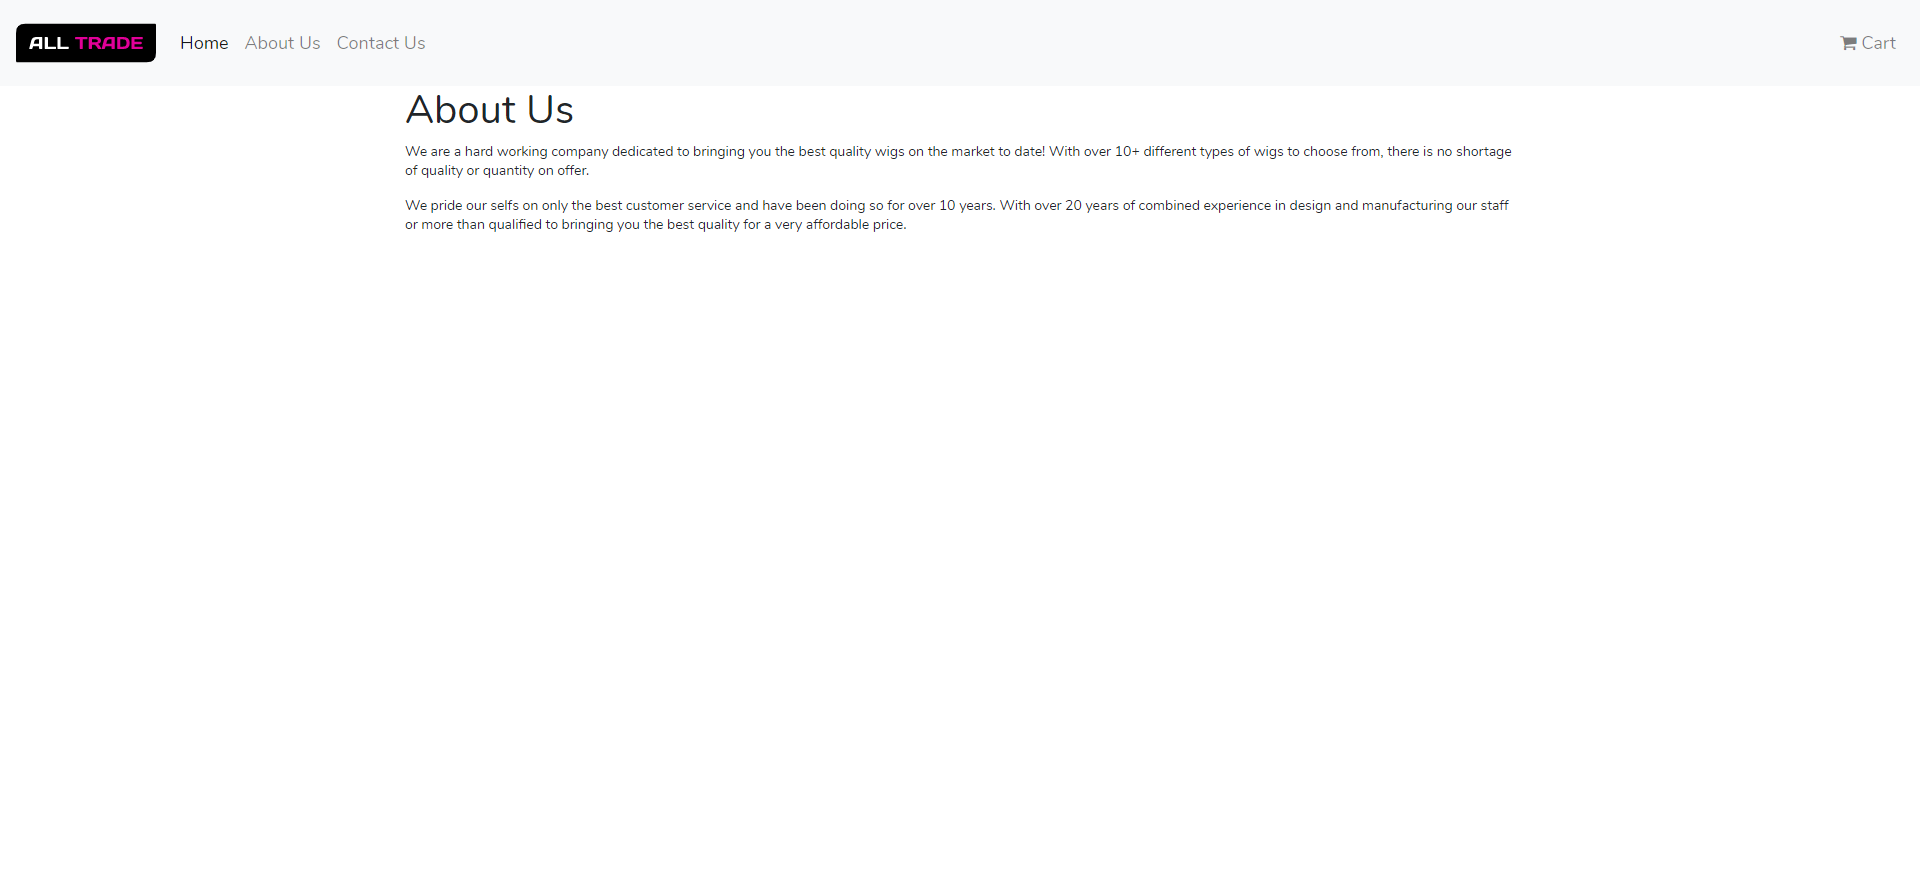 ALL TRADE Home About Us Contact Us Cart
About Us
We are a hard working company dedicated to bringing you the best quality wigs on the market to date! With over 10+ different types of wigs to choose from, there is no shortage
of quality or quantity on offer.
We pride our selfs on only the best customer service and have been doing so for over 10 years. With over 20 years of combined experience in design and manufacturing our staff
or more than qualified to bringing you the best quality for a very affordable price.